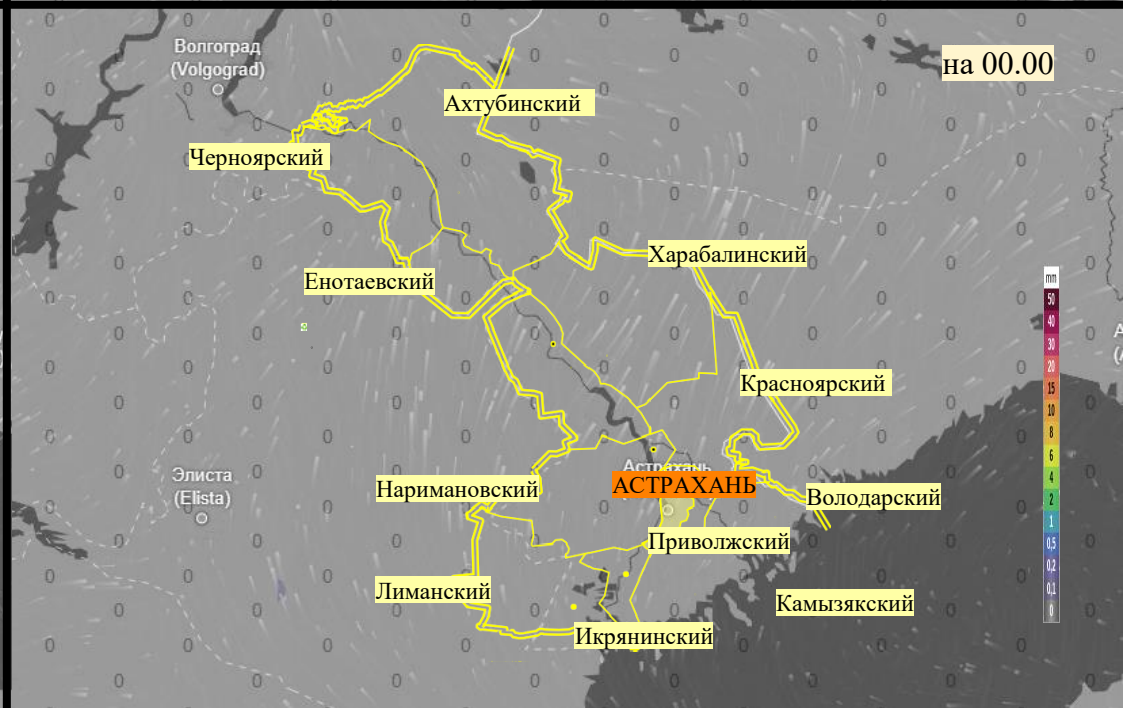 Волгоград
(Volgograd)
на 00.00
Ахтубинский
Черноярский
Харабалинский
Енотаевский
mm
50
40
30
20
15
10
8
6
4
2
1
0,5
0,2
0,1
0
Красноярский
Элиста
(Elista)
Астрахань
АСТРАХАНЬ
Наримановский
Володарский
Приволжский
Лиманский
Камызякский
Икрянинский